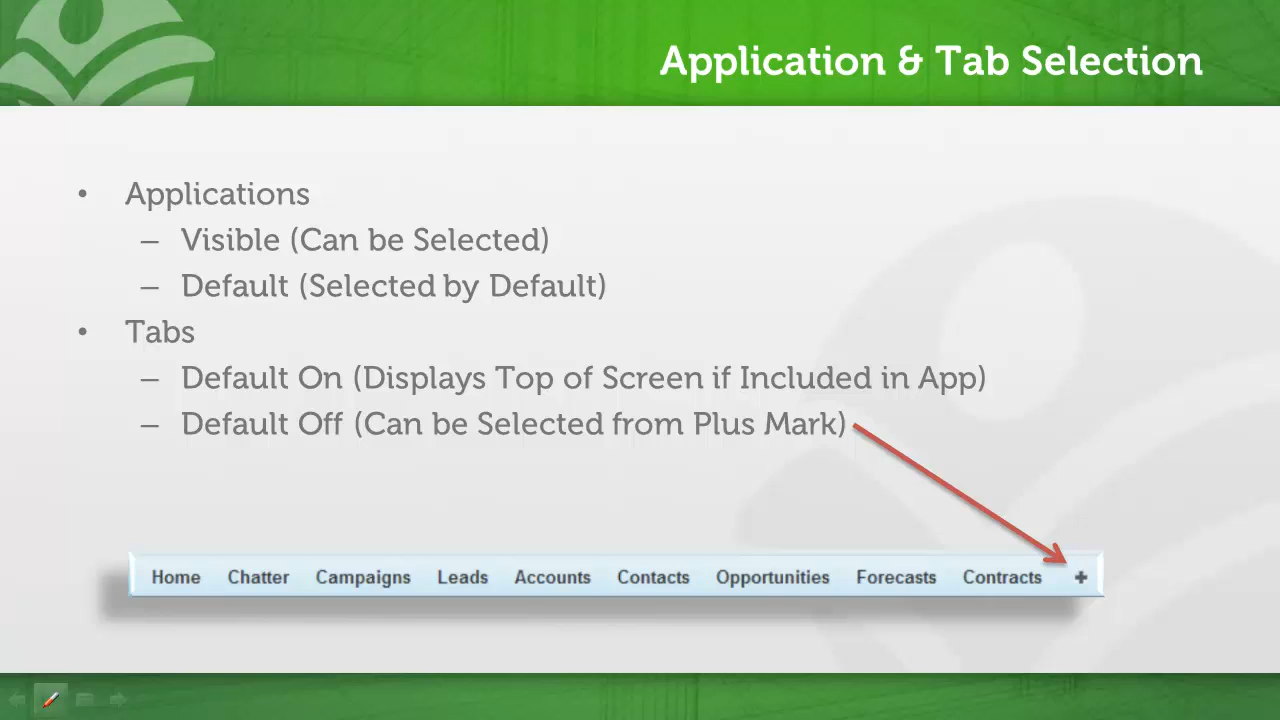 Application & Tab Selection
• Applications
– Visible (Can be Selected)
– Default (Selected by Default)
• Tabs
– Default On (Displays Top of Screen if Included in App)
– Default Off (Can be Selected from Plus Mark)
Home Chatter Campaigns Leads Accounts Contacts Opportunities Forecasts Contracts +